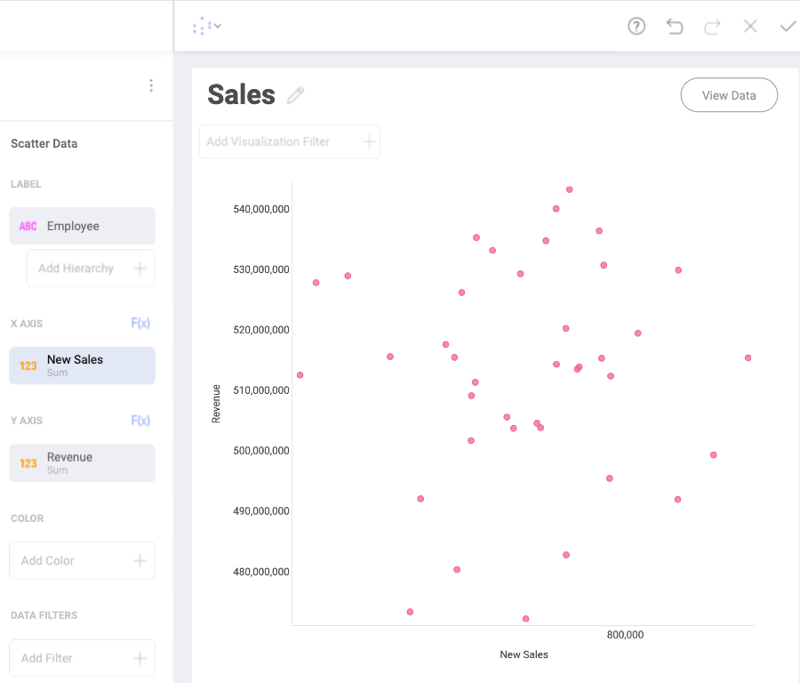 Sales
View Data
Add Visualization Filter
Scatter Data
LABEL
ABC Employee
Add Hierarchy
X AXIS F(x)
123 New Sales
Sum
Y AXIS F(x)
123 Revenue
Sum
COLOR
Add Color
DATA FILTERS
Add Filter
540,000,000
530,000,000
520,000,000
510,000,000
500,000,000
490,000,000
480,000,000
Revenue
800,000
New Sales